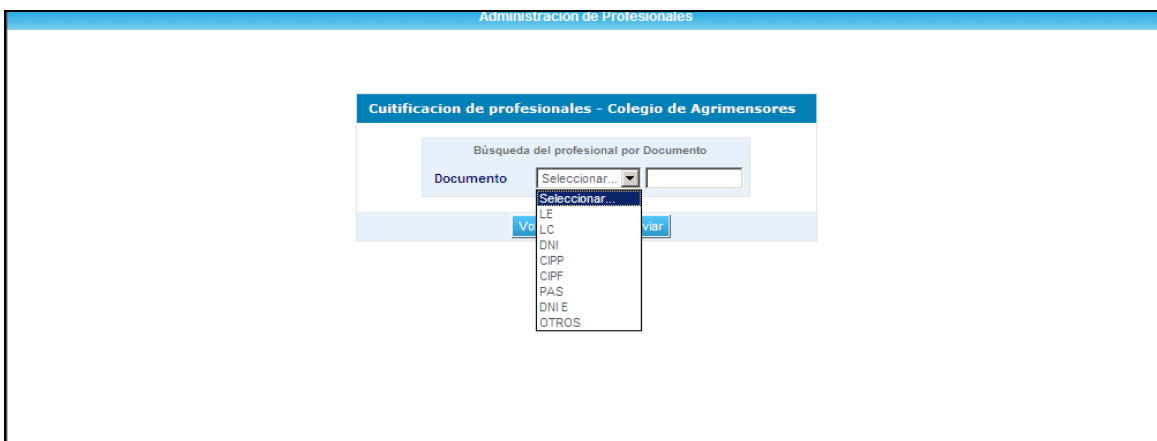 Administración de Profesionales
Cuitificacion de profesionales - Colegio de Agrimensores
Búsqueda del profesional por Documento
Documento Seleccionar...
Seleccionar...
LE
LC
DNI
CIPP
CIPF
PAS
DNI E
OTROS